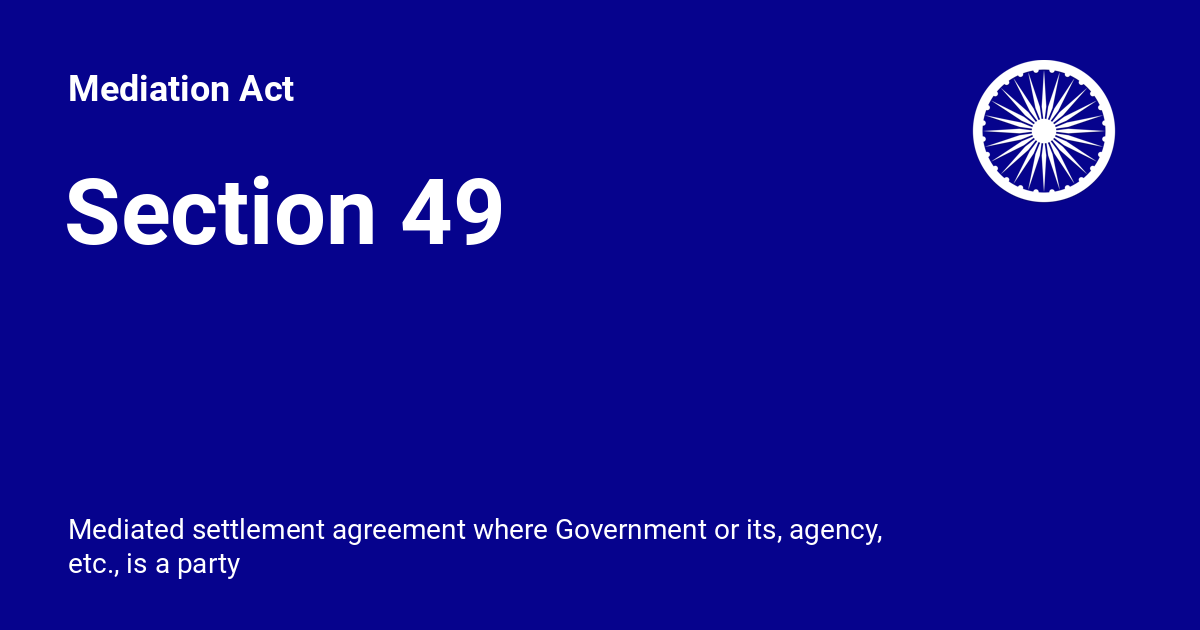 Mediation Act
Section 49
Mediated settlement agreement where Government or its, agency,
etc., is a party